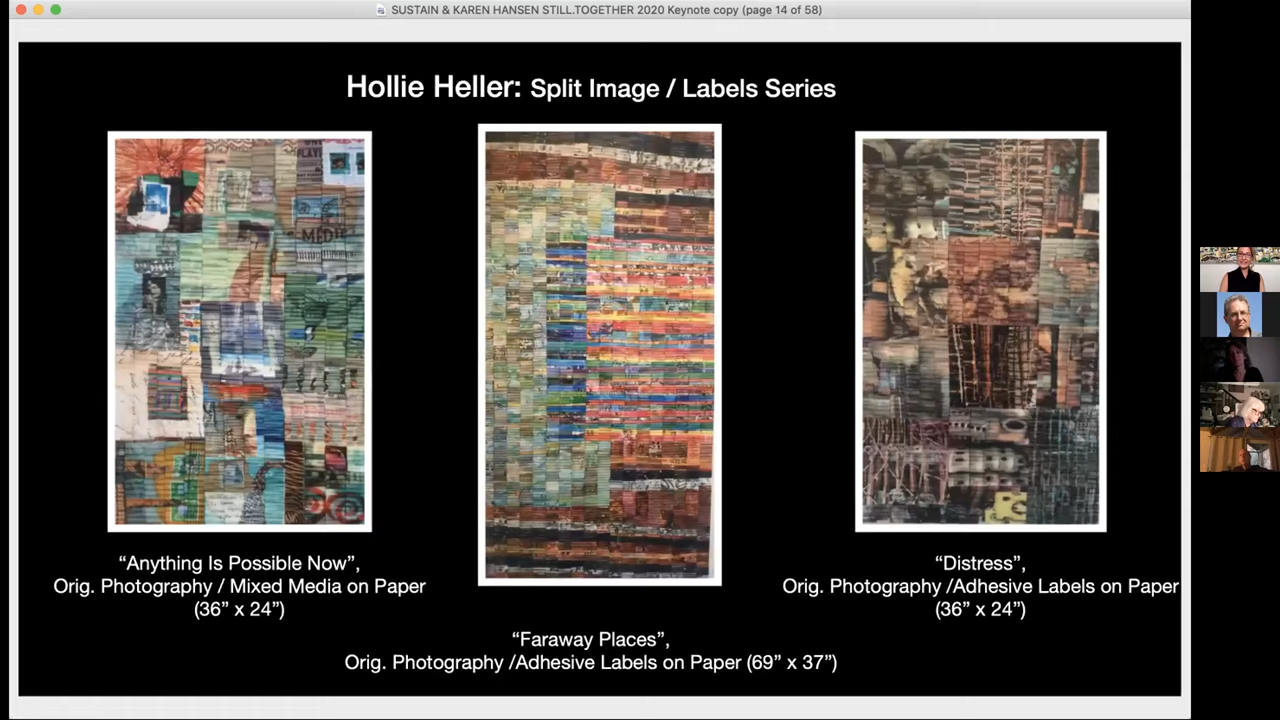 SUSTAIN & KAREN HANSEN STILL.TOGETHER 2020 Keynote copy (page 14 of 58)
Hollie Heller: Split Image / Labels Series
MEDIE
“Anything Is Possible Now”,
Orig. Photography / Mixed Media on Paper
(36” x 24”)
“Distress”,
Orig. Photography /Adhesive Labels on Paper
(36” x 24”)
“Faraway Places”,
Orig. Photography /Adhesive Labels on Paper (69” x 37”)